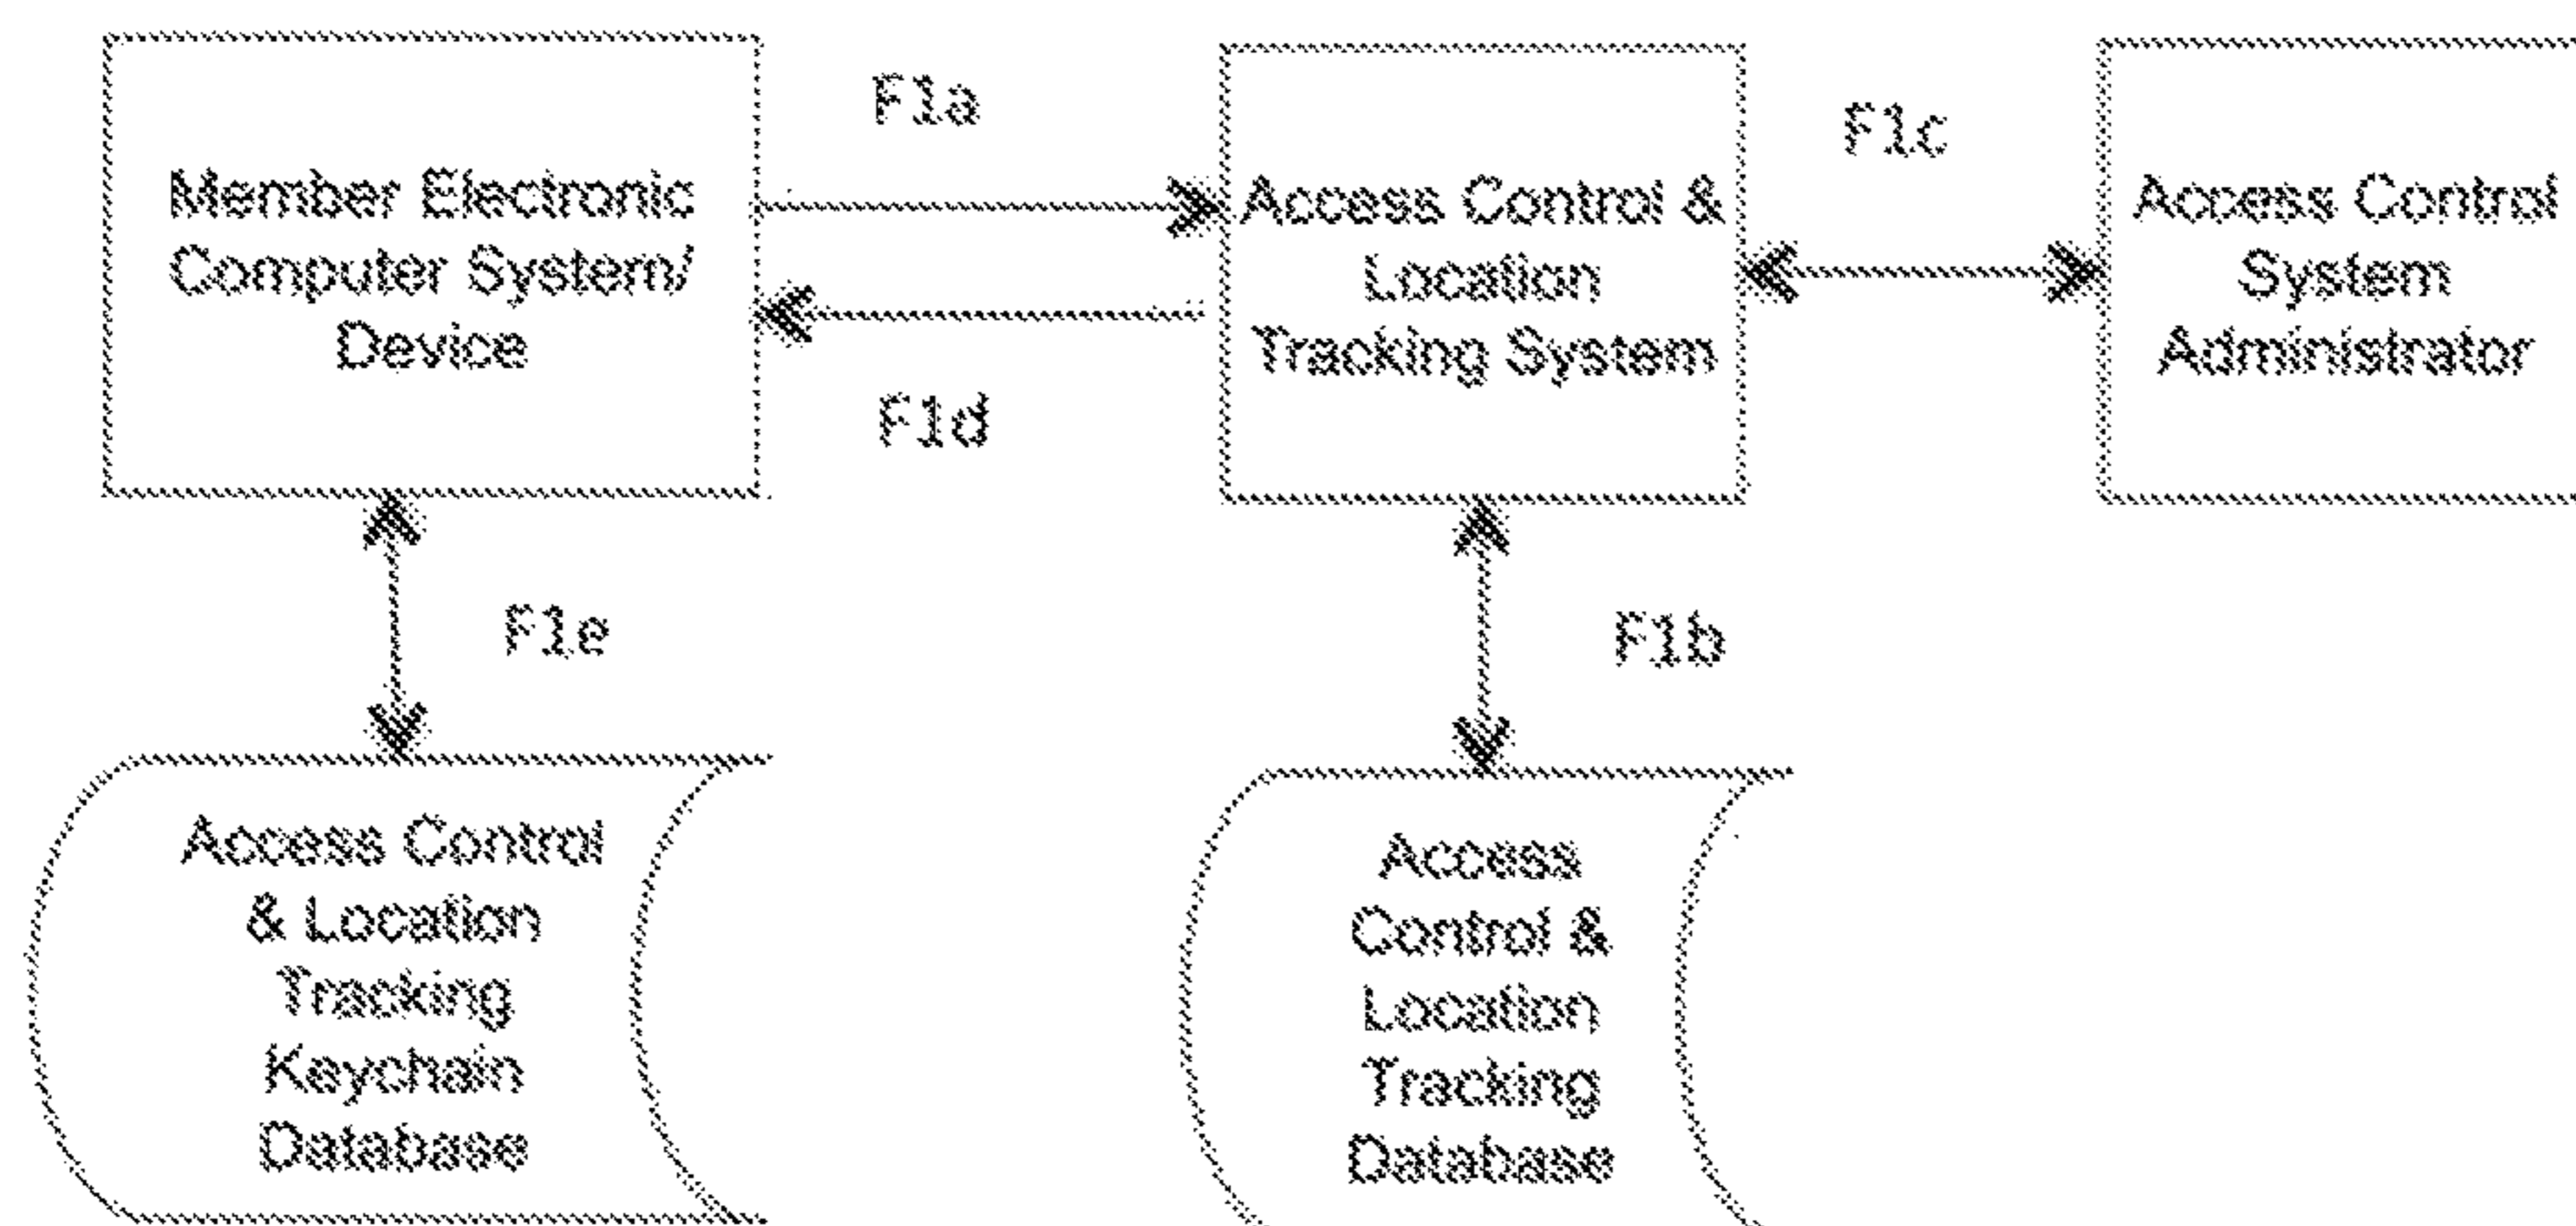 F1a
F1c
Member Electronic
Computer System/
Device
Access Control &
Location
Tracking System
Access Control
System
Administrator
F1d
F1e
F1b
Access Control
& Location
Tracking
Keychain
Database
Access
Control &
Location
Tracking
Database